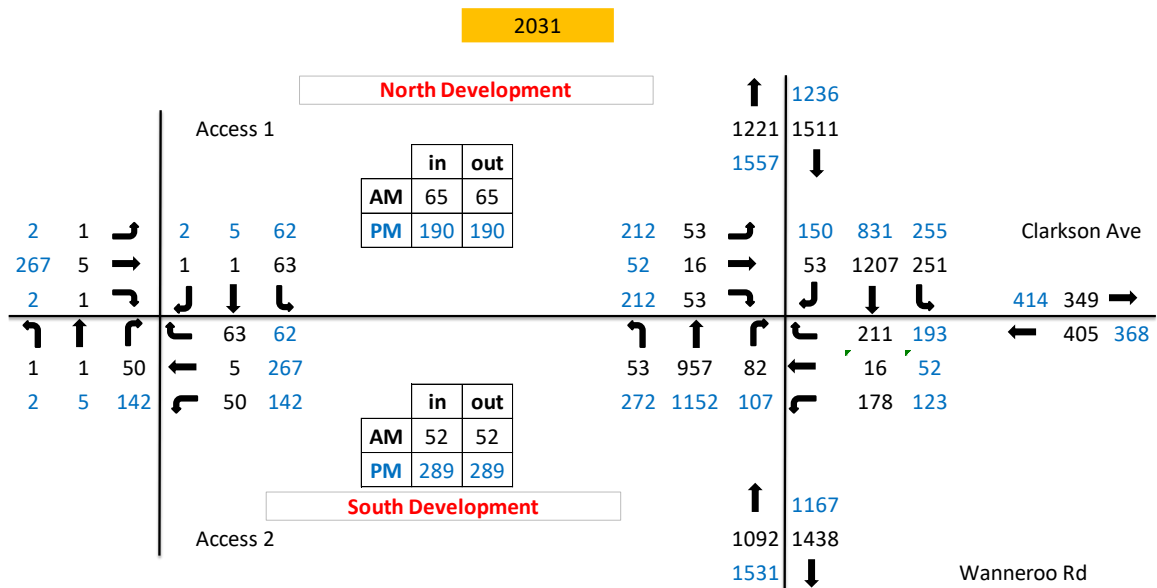 2031
North Development
1236
Access 1
1221 1511
in out
1557
AM 65 65
2 1 2 5 62 PM 190 190 212 53 150 831 255 Clarkson Ave
267 5 1 1 63 52 16 53 1207 251
2 1 212 53 414 349
63 62 211 193 405 368
1 1 50 5 267 53 957 82 16 52
2 5 142 50 142 272 1152 107 178 123
in out
AM 52 52
PM 289 289
South Development
1167
Access 2
1092 1438
1531 Wanneroo Rd